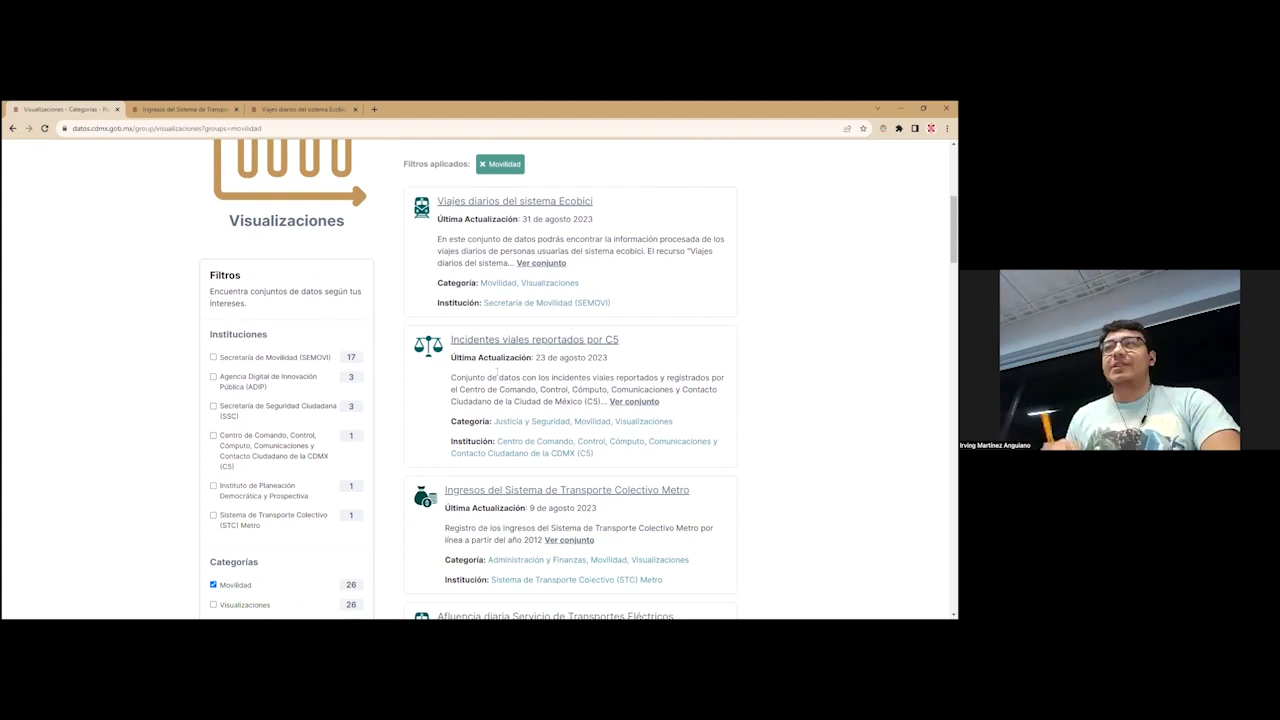 Visualizaciones - Categorías - Po
Ingresos del Sistema de Transpo
Viajes diarios del sistema Ecobic
datos.cdmx.gob.mx/group/visualizaciones?groups=movilidad
Visualizaciones
Filtros
Encuentra conjuntos de datos según tus
intereses.
Instituciones
Secretaría de Movilidad (SEMOVI) 17
Agencia Digital de Innovación 3
Pública (ADIP)
Secretaría de Seguridad Ciudadana 3
(SSC)
Centro de Comando, Control, 1
Cómputo, Comunicaciones y
Contacto Ciudadano de la CDMX
(C5)
Instituto de Planeación 1
Democrática y Prospectiva
Sistema de Transporte Colectivo 1
(STC) Metro
Categorías
Movilidad 26
Visualizaciones 26
Filtros aplicados: × Movilidad
Viajes diarios del sistema Ecobici
Última Actualización: 31 de agosto 2023
En este conjunto de datos podrás encontrar la información procesada de los
viajes diarios de personas usuarias del sistema ecobici. El recurso "Viajes
diarios del sistema... Ver conjunto
Categoría: Movilidad, Visualizaciones
Institución: Secretaría de Movilidad (SEMOVI)
Incidentes viales reportados por C5
Última Actualización: 23 de agosto 2023
Conjunto de datos con los incidentes viales reportados y registrados por
el Centro de Comando, Control, Cómputo, Comunicaciones y Contacto
Ciudadano de la Ciudad de México (C5)... Ver conjunto
Categoría: Justicia y Seguridad, Movilidad, Visualizaciones
Institución: Centro de Comando, Control, Cómputo, Comunicaciones y
Contacto Ciudadano de la CDMX (C5)
Ingresos del Sistema de Transporte Colectivo Metro
Última Actualización: 9 de agosto 2023
Registro de los ingresos del Sistema de Transporte Colectivo Metro por
línea a partir del año 2012 Ver conjunto
Categoría: Administración y Finanzas, Movilidad, Visualizaciones
Institución: Sistema de Transporte Colectivo (STC) Metro
Afluencia diaria Servicio de Transportes Eléctricos
Irving Martínez Anguiano